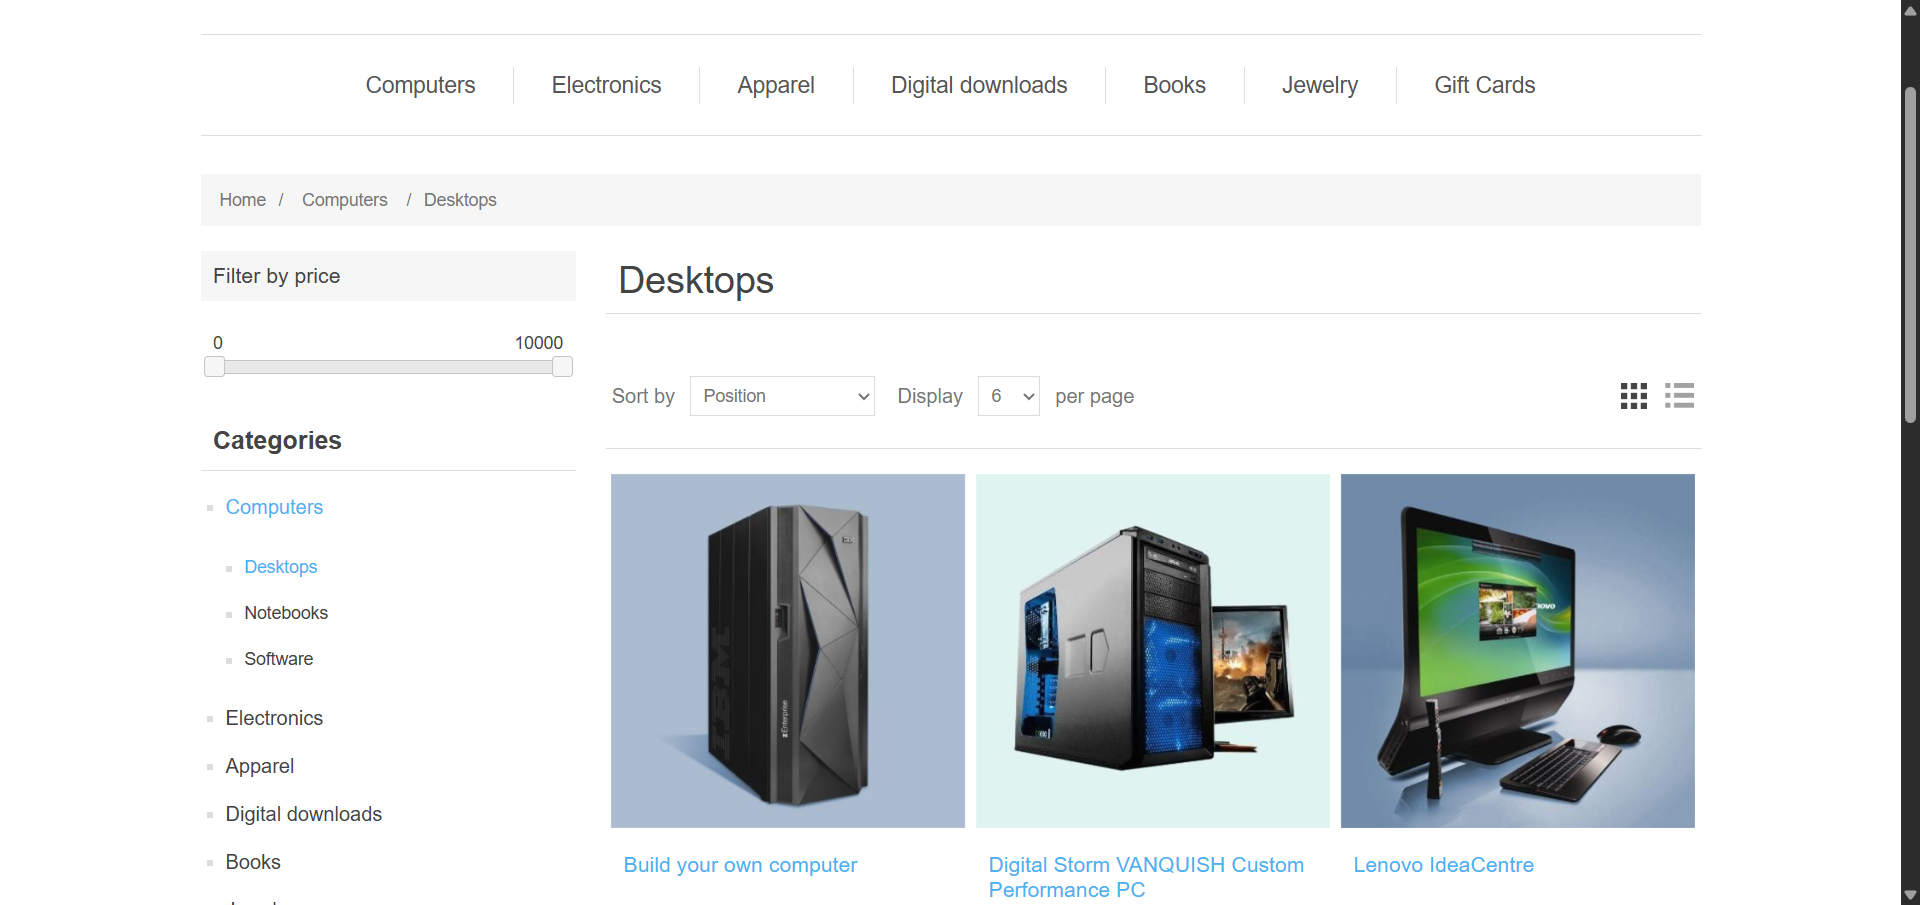 Computers
Electronics
Apparel
Digital downloads
Books
Jewelry
Gift Cards
Home / Computers / Desktops
Filter by price
0 10000
Categories
Computers
Desktops
Notebooks
Software
Electronics
Apparel
Digital downloads
Books
Desktops
Sort by Position Display 6 per page
IBM
zEnterprise
Build your own computer
Digital Storm VANQUISH Custom
Performance PC
Lenovo IdeaCentre